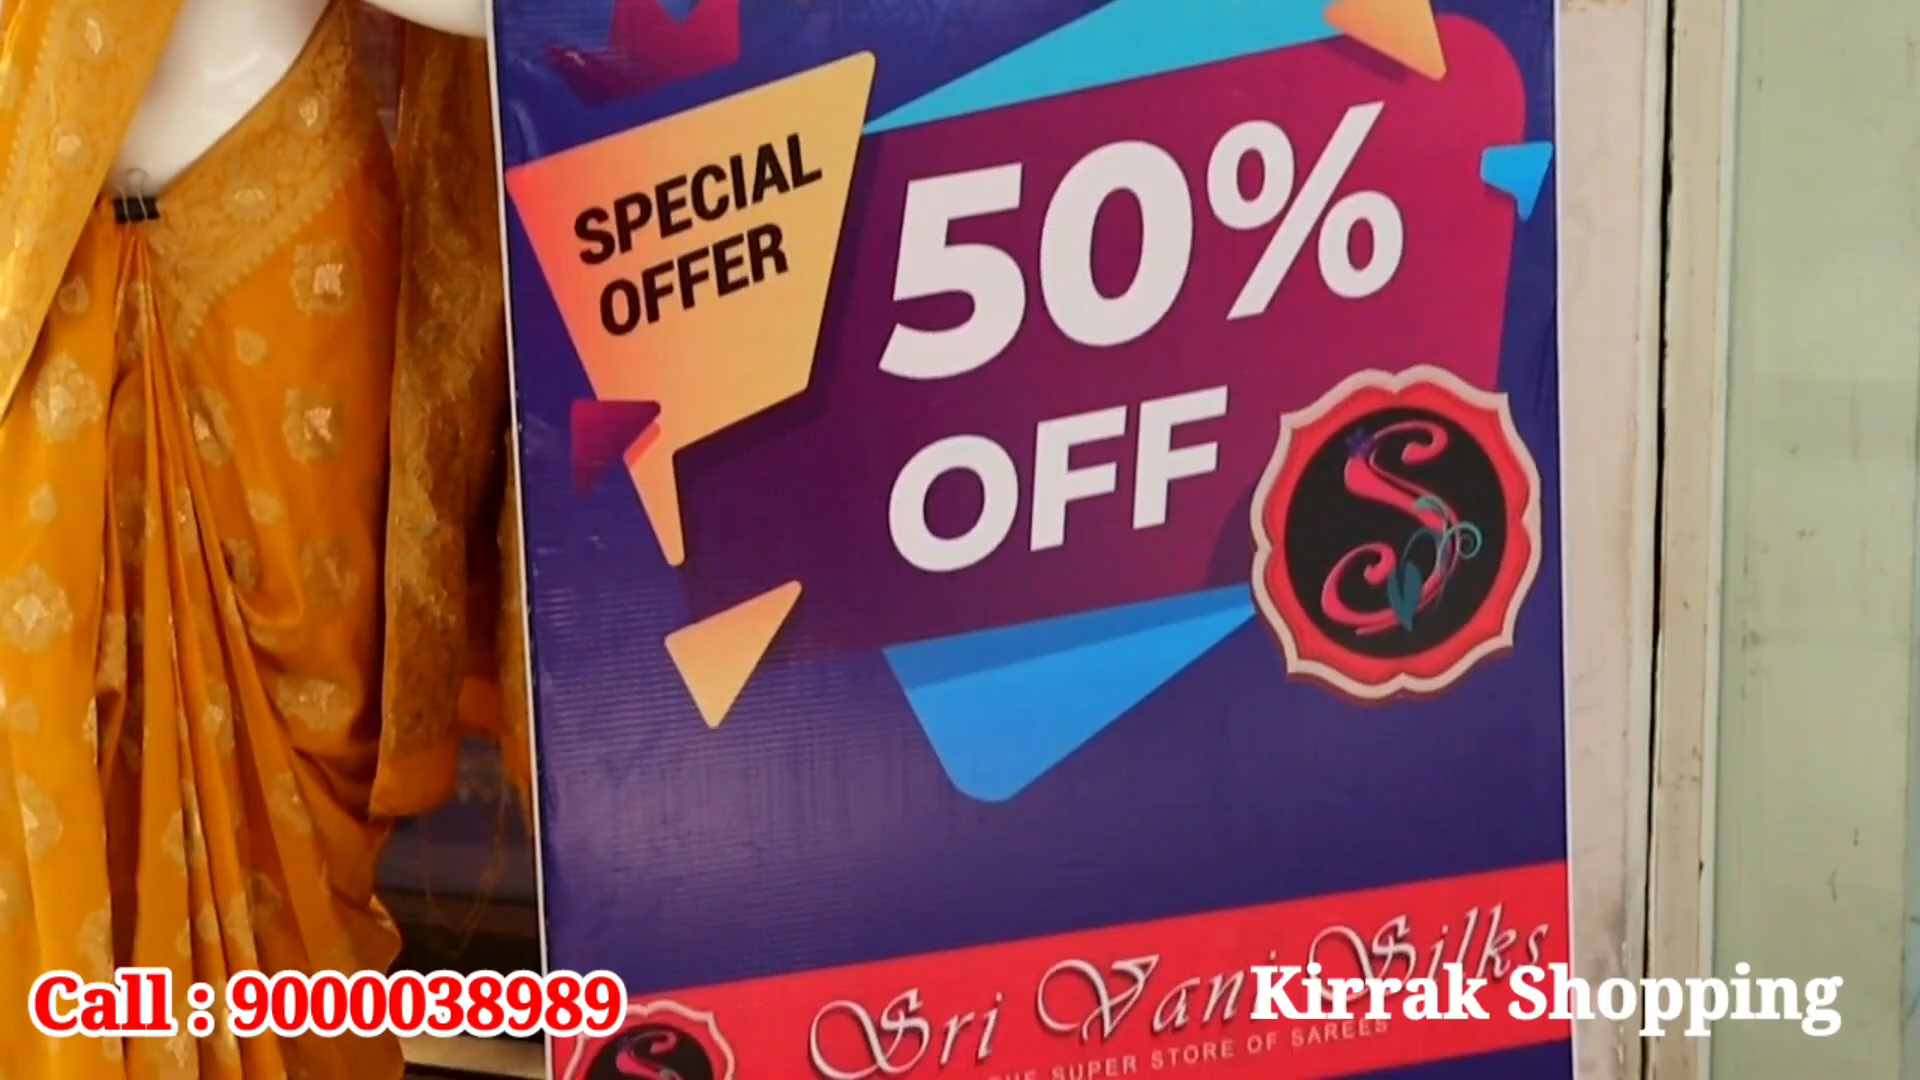 SPECIAL
OFFER
50%
OFF
Sri Vani Silks
THE SUPER STORE OF SAREES
Call : 9000038989
Kirrak Shopping